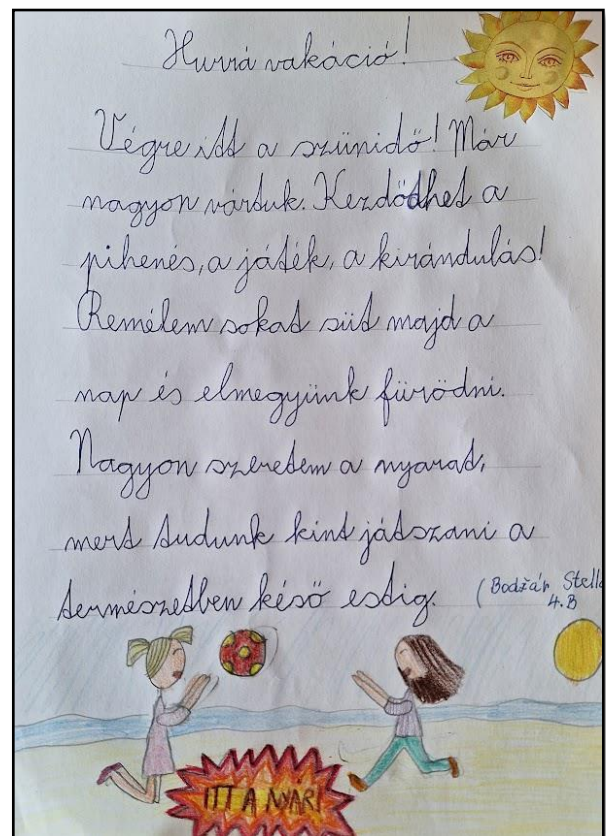 Hurrá vakáció!
Végre itt a szünidő! Már
nagyon vártuk. Kezdődhet a
pihenés, a játék, a kirándulás!
Remélem sokat süt majd a
nap és elmegyünk fürödni.
Nagyon szeretem a nyarat,
mert tudunk kint játszani a
természetben késő estig.
(Bodžár Stella
4.B
ITT A NYÁR!